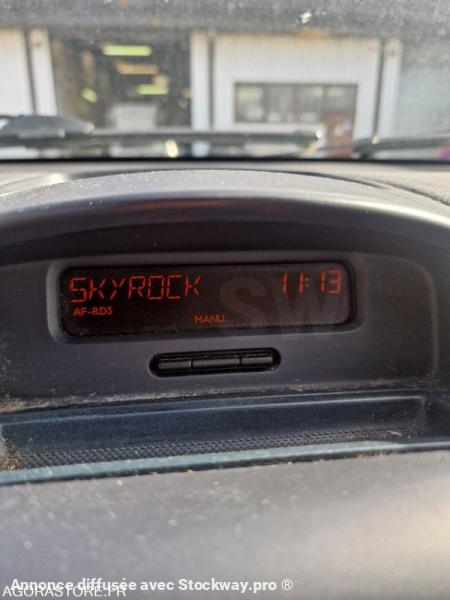 SKYROCK 11:13
AF-RDS
MANU
SW
Annonce diffusée avec Stockway.pro ®
AGORASTORE.FR